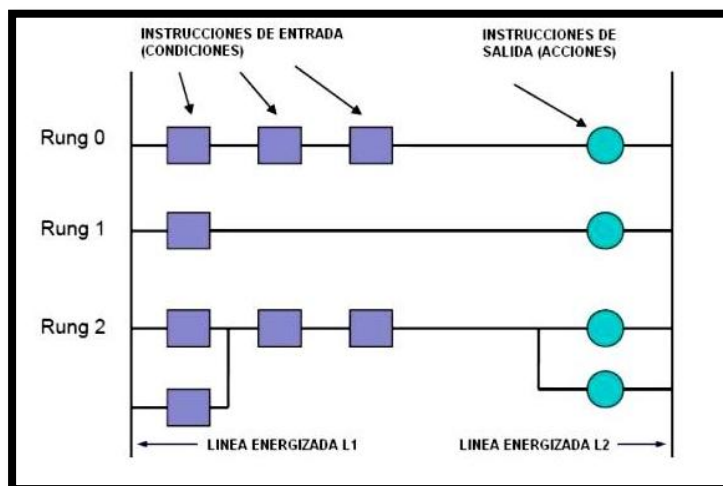 INSTRUCCIONES DE ENTRADA
(CONDICIONES)
INSTRUCCIONES DE
SALIDA (ACCIONES)
Rung 0
Rung 1
Rung 2
LINEA ENERGIZADA L1
LINEA ENERGIZADA L2